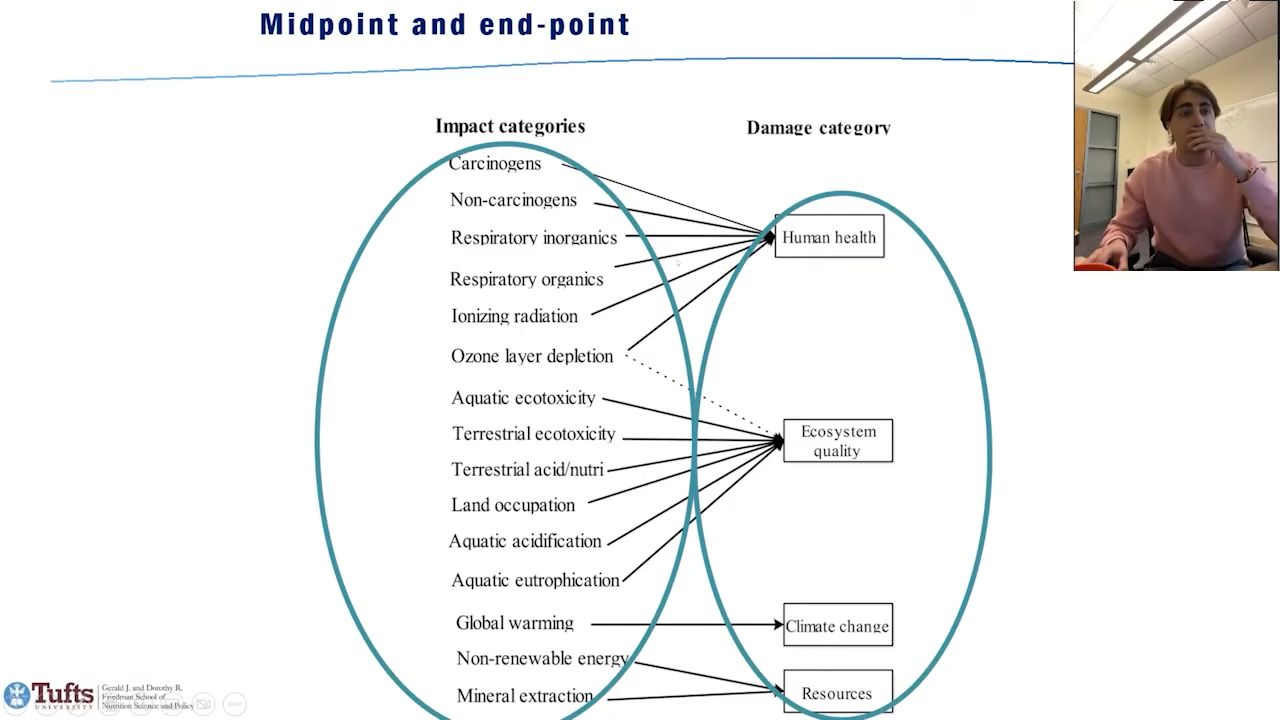 Midpoint and end-point
Impact categories
Damage category
Carcinogens
Non-carcinogens
Respiratory inorganics
Respiratory organics
Ionizing radiation
Ozone layer depletion
Aquatic ecotoxicity
Terrestrial ecotoxicity
Terrestrial acid/nutri
Land occupation
Aquatic acidification
Aquatic eutrophication
Global warming
Non-renewable energy
Mineral extraction
Human health
Ecosystem
quality
Climate change
Resources
Tufts
UNIVERSITY
Gerald J. and Dorothy R.
Friedman School of
Nutrition Science and Policy